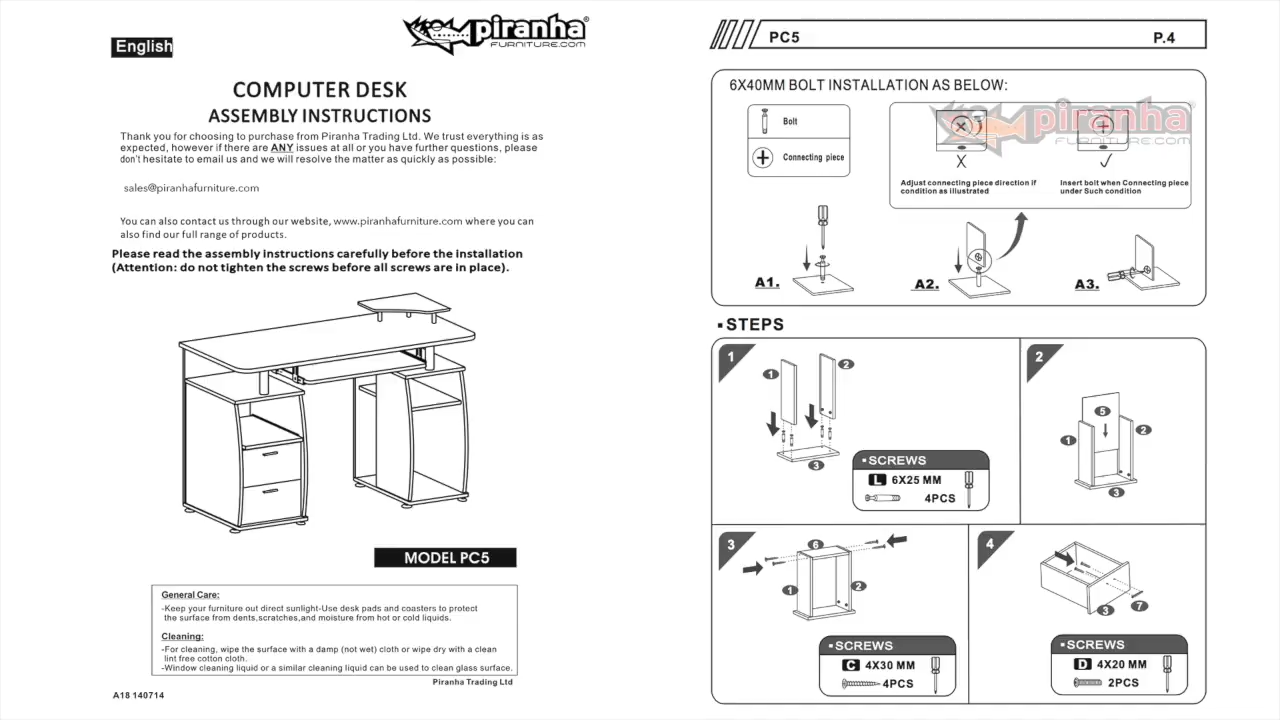 English
piranha®
FURNITURE.COM
COMPUTER DESK
ASSEMBLY INSTRUCTIONS
Thank you for choosing to purchase from Piranha Trading Ltd. We trust everything is as
expected, however if there are ANY issues at all or you have further questions, please
don't hesitate to email us and we will resolve the matter as quickly as possible:
sales@piranhafurniture.com
You can also contact us through our website, www.piranhafurniture.com where you can
also find our full range of products.
Please read the assembly instructions carefully before the installation
(Attention: do not tighten the screws before all screws are in place).
MODEL PC5
General Care:
-Keep your furniture out direct sunlight-Use desk pads and coasters to protect
the surface from dents,scratches,and moisture from hot or cold liquids.
Cleaning:
-For cleaning, wipe the surface with a damp (not wet) cloth or wipe dry with a clean
lint free cotton cloth.
-Window cleaning liquid or a similar cleaning liquid can be used to clean glass surface.
Piranha Trading Ltd
A18 140714
PC5 P.4
6X40MM BOLT INSTALLATION AS BELOW:
Bolt
Connecting piece
piranha®
FURNITURE.COM
X ✓
Adjust connecting piece direction if
condition as illustrated
Insert bolt when Connecting piece
under Such condition
A1. A2. A3.
▪STEPS
1
1 2
3
▪SCREWS
L 6X25 MM
4PCS
2
5
1 2
3
3
6
1 2
▪SCREWS
C 4X30 MM
4PCS
4
3 7
▪SCREWS
D 4X20 MM
2PCS